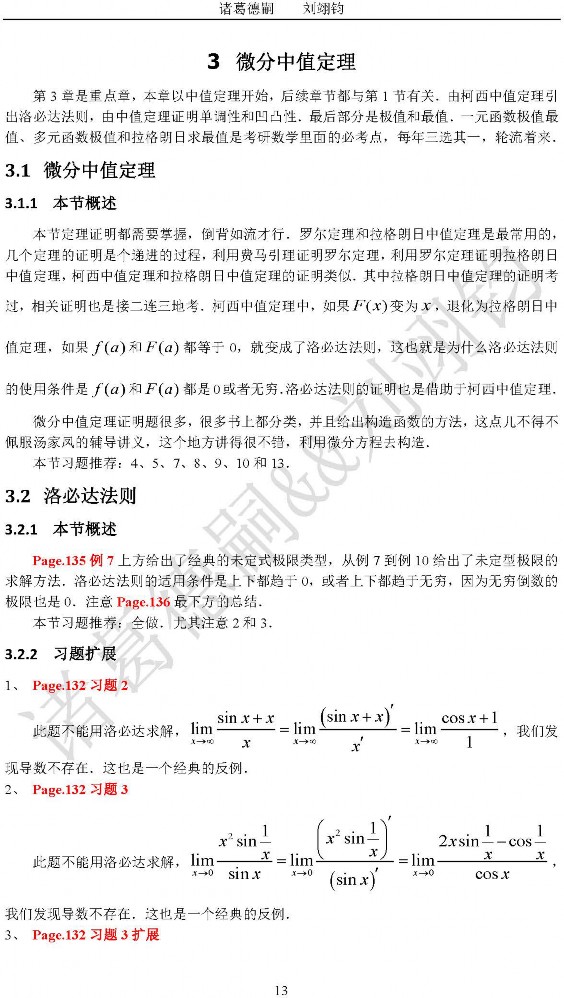 诸葛德嗣 刘翊钧
3 微分中值定理
第 3 章是重点章，本章以中值定理开始，后续章节都与第 1 节有关．由柯西中值定理引
出洛必达法则，由中值定理证明单调性和凹凸性．最后部分是极值和最值．一元函数极值最
值、多元函数极值和拉格朗日求最值是考研数学里面的必考点，每年三选其一，轮流着来．
3.1 微分中值定理
3.1.1 本节概述
本节定理证明都需要掌握，倒背如流才行．罗尔定理和拉格朗日中值定理是最常用的，
几个定理的证明是个递进的过程，利用费马引理证明罗尔定理，利用罗尔定理证明拉格朗日
中值定理，柯西中值定理和拉格朗日中值定理的证明类似．其中拉格朗日中值定理的证明考
过，相关证明也是接二连三地考．柯西中值定理中，如果 F(x) 变为 x，退化为拉格朗日中
值定理，如果 f(a) 和 F(a) 都等于 0，就变成了洛必达法则，这也就是为什么洛必达法则
的使用条件是 f(a) 和 F(a) 都是 0 或者无穷.洛必达法则的证明也是借助于柯西中值定理．
微分中值定理证明题很多，很多书上都分类，并且给出构造函数的方法，这点儿不得不
佩服汤家凤的辅导讲义，这个地方讲得很不错，利用微分方程去构造．
本节习题推荐：4、5、7、8、9、10 和 13．
3.2 洛必达法则
3.2.1 本节概述
Page.135 例 7 上方给出了经典的未定式极限类型，从例 7 到例 10 给出了未定型极限的
求解方法．洛必达法则的适用条件是上下都趋于 0，或者上下都趋于无穷，因为无穷倒数的
极限也是 0．注意 Page.136 最下方的总结．
本节习题推荐：全做．尤其注意 2 和 3．
3.2.2 习题扩展
1、 Page.132 习题 2
此题不能用洛必达求解，lim x→∞ (sin x + x)/x = lim x→∞ (sin x + x)′/x′ = lim x→∞ (cos x + 1)/1，我们发
现导数不存在．这也是一个经典的反例．
2、 Page.132 习题 3
此题不能用洛必达求解，lim x→0 (x² sin 1/x)/(sin x) = lim x→0 (x² sin 1/x)′/(sin x)′ = lim x→0 (2x sin 1/x − cos 1/x)/(cos x)，
我们发现导数不存在．这也是一个经典的反例．
3、 Page.132 习题 3 扩展
13
诸葛德嗣&&刘翊钧